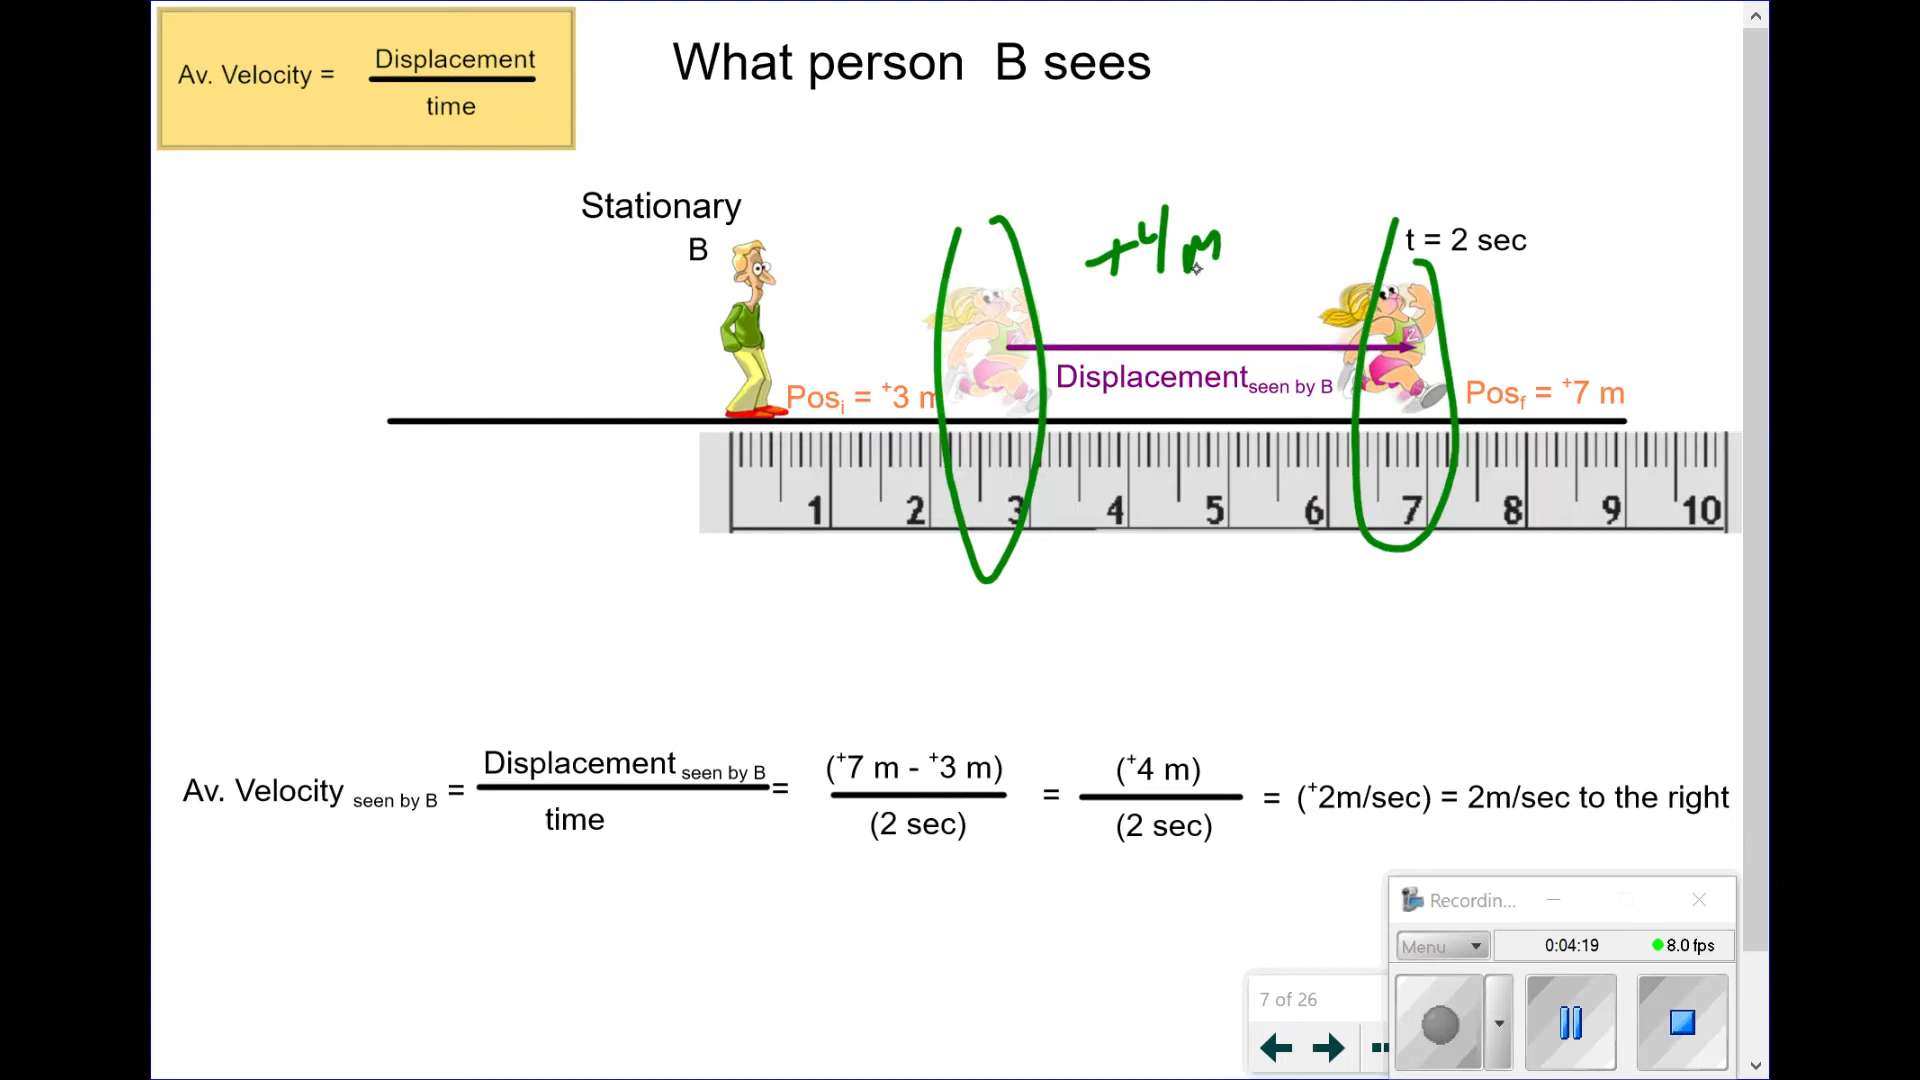 What person B sees
Av. Velocity = Displacement / time
Stationary
B
+4 m
t = 2 sec
Posi = +3 m
Displacement seen by B
Posf = +7 m
1 2 3 4 5 6 7 8 9 10
Av. Velocity seen by B = Displacement seen by B / time = (+7 m - +3 m) / (2 sec) = (+4 m) / (2 sec) = (+2m/sec) = 2m/sec to the right
Recordin...
Menu 0:04:19 8.0 fps
7 of 26